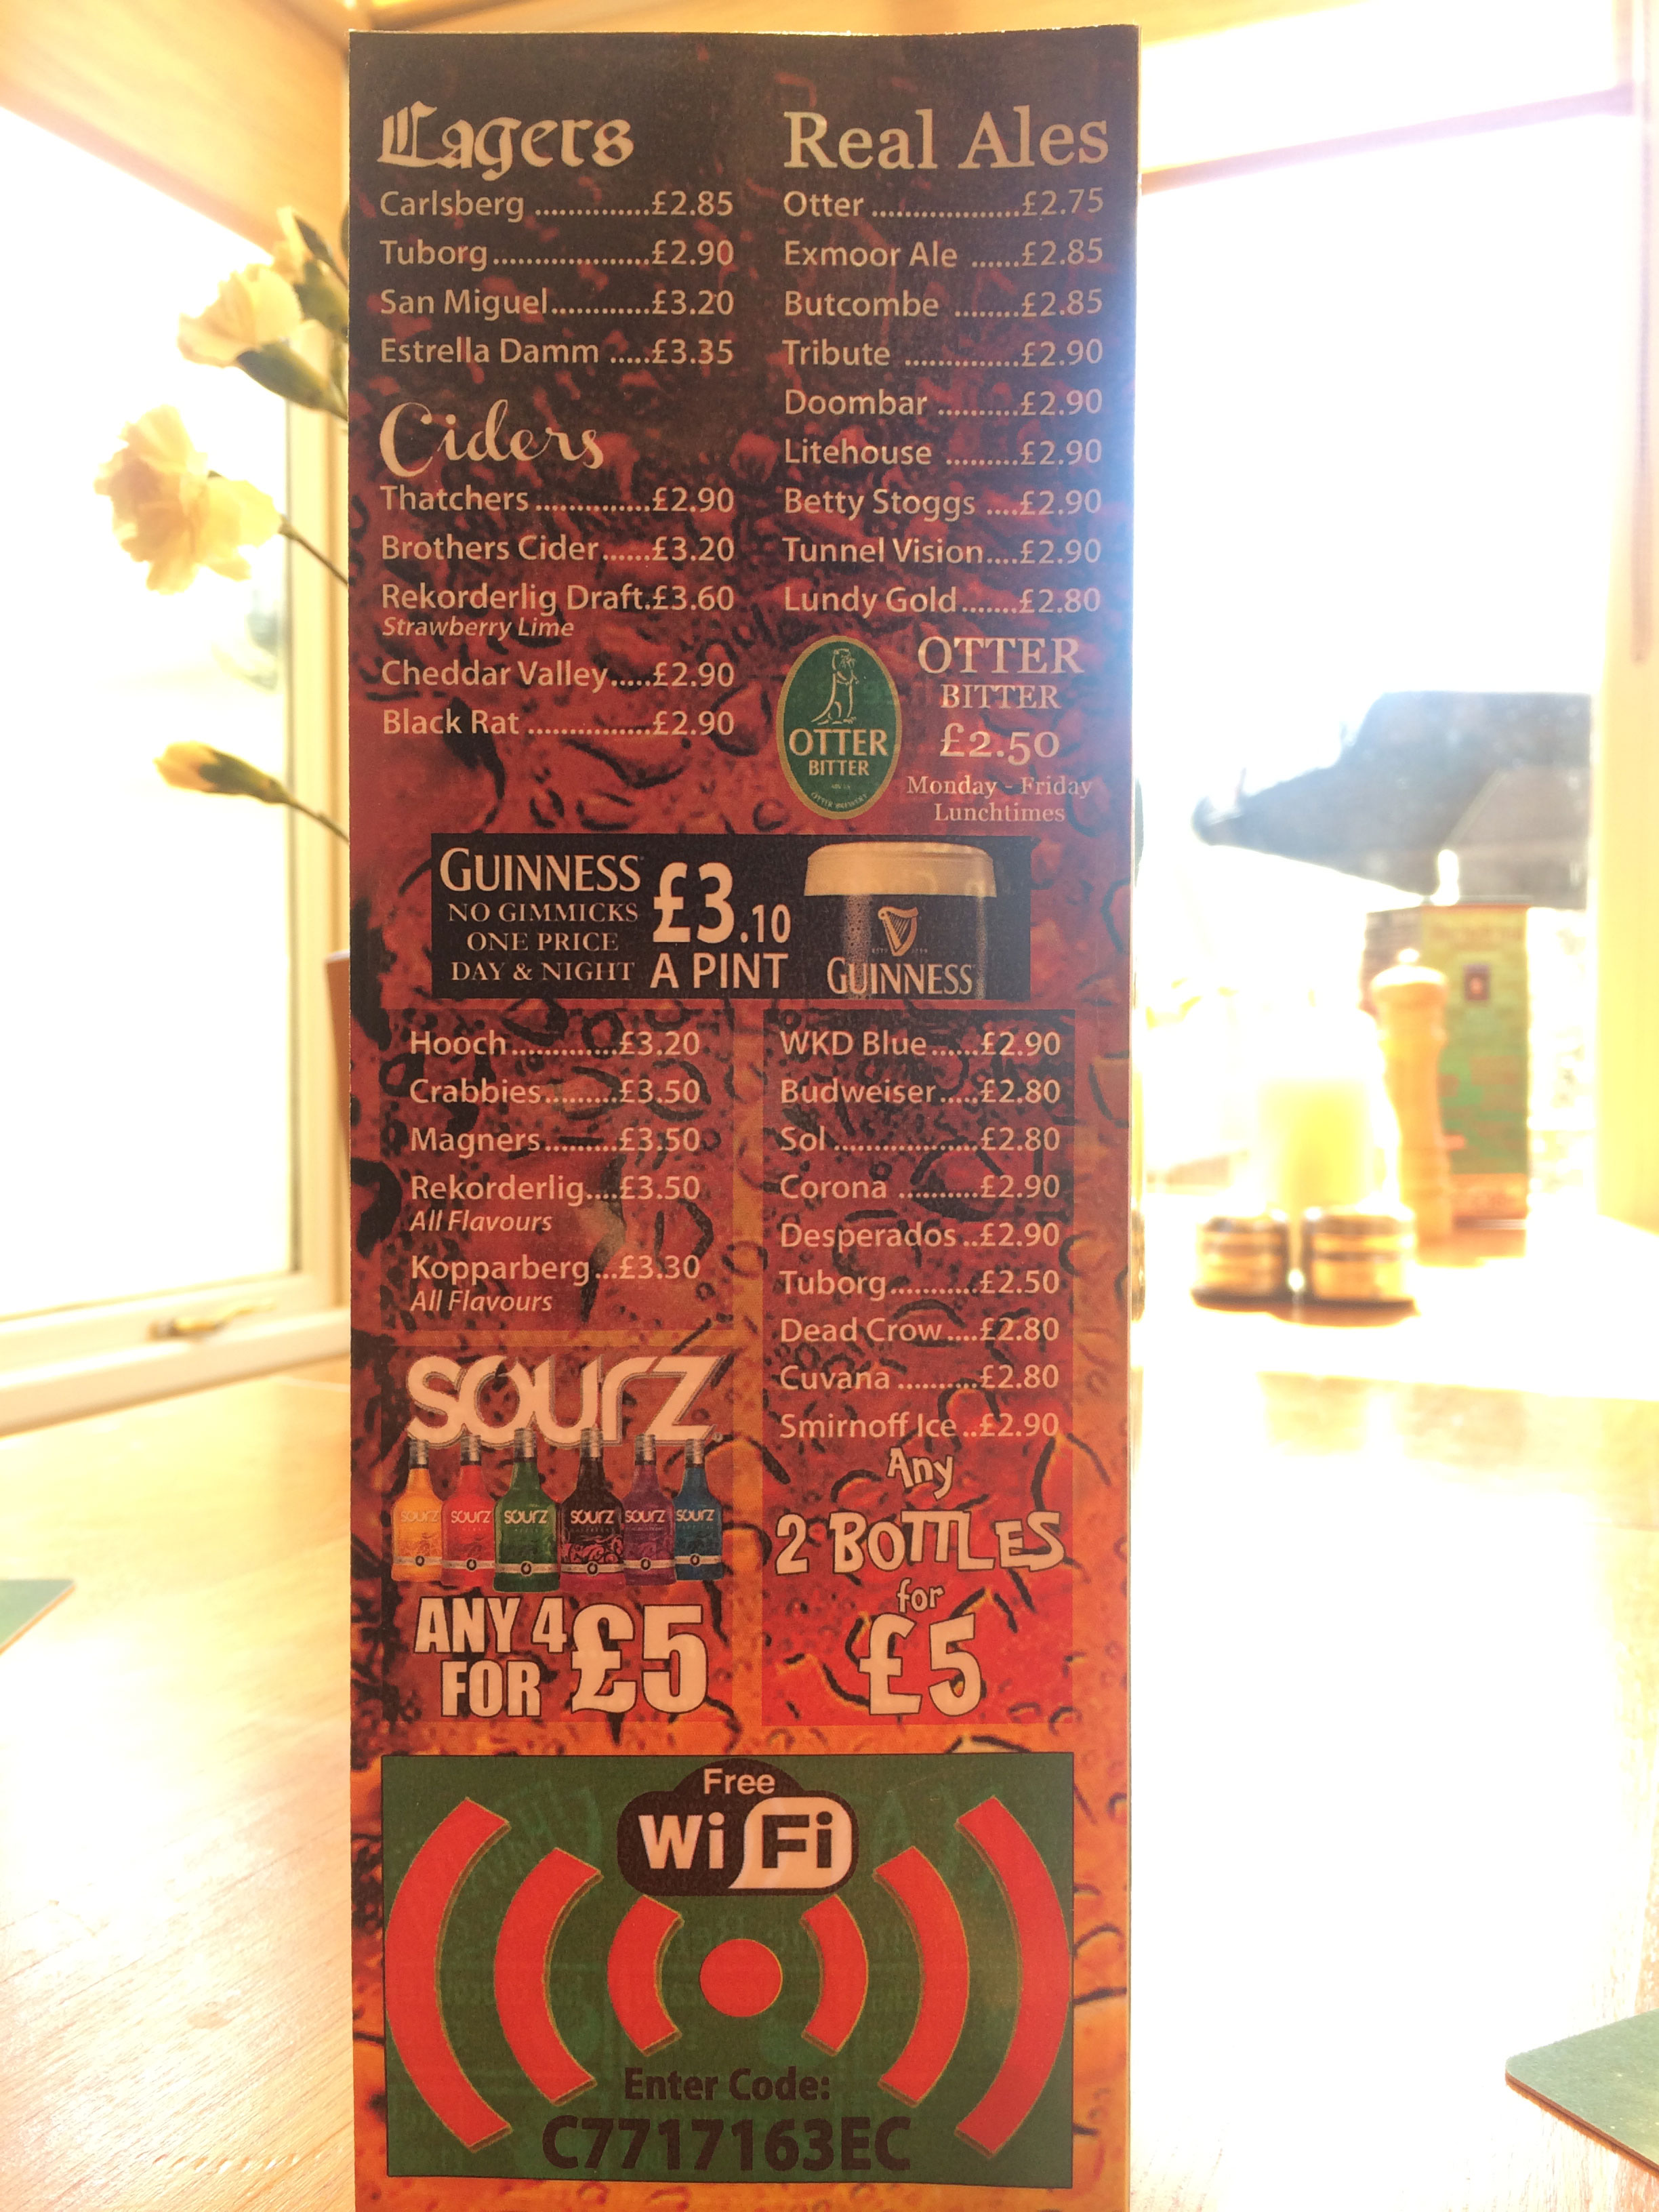 Lagers
Carlsberg ..............£2.85
Tuborg...................£2.90
San Miguel............£3.20
Estrella Damm .....£3.35
Ciders
Thatchers ..............£2.90
Brothers Cider......£3.20
Rekorderlig Draft.£3.60
Strawberry Lime
Cheddar Valley.....£2.90
Black Rat ...............£2.90
Real Ales
Otter ..................£2.75
Exmoor Ale ......£2.85
Butcombe ........£2.85
Tribute ..............£2.90
Doombar ..........£2.90
Litehouse .........£2.90
Betty Stoggs ....£2.90
Tunnel Vision....£2.90
Lundy Gold.......£2.80
OTTER
BITTER
OTTER
BITTER
£2.50
Monday - Friday
Lunchtimes
GUINNESS
NO GIMMICKS
ONE PRICE
DAY & NIGHT
£3.10
A PINT
GUINNESS
Hooch.............£3.20
Crabbies.........£3.50
Magners.........£3.50
Rekorderlig....£3.50
All Flavours
Kopparberg...£3.30
All Flavours
SOURZ
SOURZ SOURZ SOURZ SOURZ SOURZ SOURZ
ANY 4
FOR £5
WKD Blue......£2.90
Budweiser.....£2.80
Sol..................£2.80
Corona ..........£2.90
Desperados..£2.90
Tuborg...........£2.50
Dead Crow....£2.80
Cuvana ..........£2.80
Smirnoff Ice ..£2.90
Any
2 BOTTLES
for
£5
Free
WiFi
Enter Code:
C7717163EC